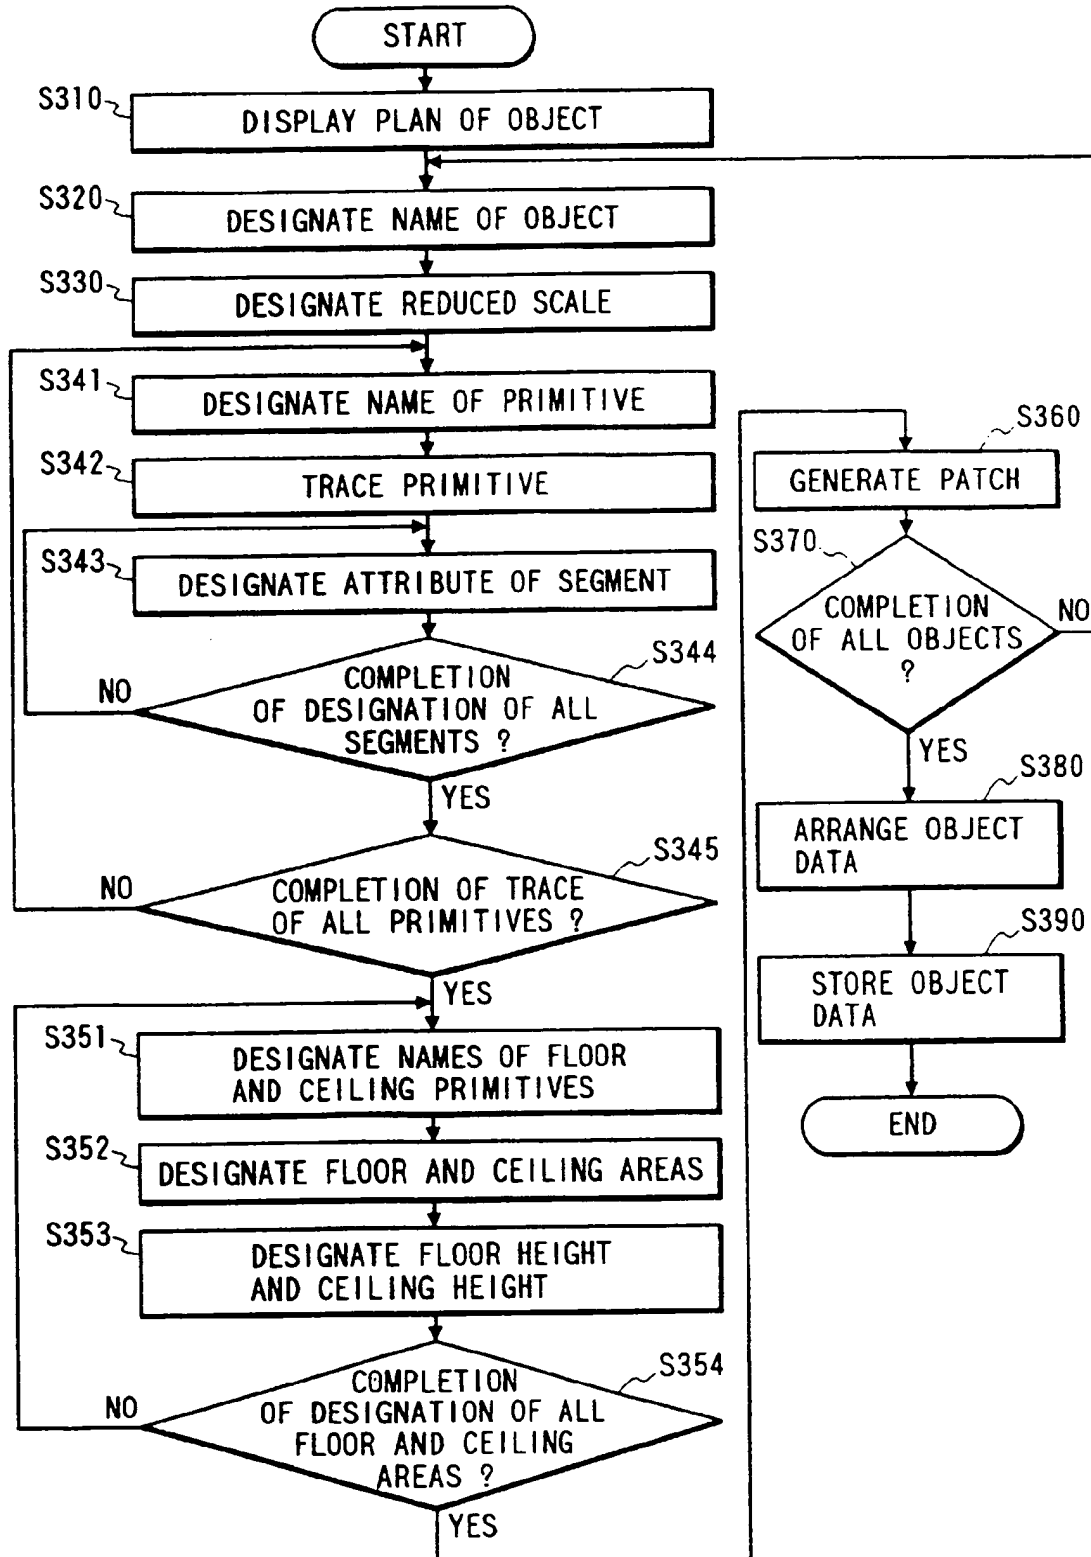 START
S310
DISPLAY PLAN OF OBJECT
S320
DESIGNATE NAME OF OBJECT
S330
DESIGNATE REDUCED SCALE
S341
DESIGNATE NAME OF PRIMITIVE
S342
TRACE PRIMITIVE
S343
DESIGNATE ATTRIBUTE OF SEGMENT
S344
COMPLETION
OF DESIGNATION OF ALL
SEGMENTS ?
NO
YES
S345
COMPLETION OF TRACE
OF ALL PRIMITIVES ?
NO
YES
S351
DESIGNATE NAMES OF FLOOR
AND CEILING PRIMITIVES
S352
DESIGNATE FLOOR AND CEILING AREAS
S353
DESIGNATE FLOOR HEIGHT
AND CEILING HEIGHT
S354
COMPLETION
OF DESIGNATION OF ALL
FLOOR AND CEILING
AREAS ?
NO
YES
S360
GENERATE PATCH
S370
COMPLETION
OF ALL OBJECTS
?
NO
YES
S380
ARRANGE OBJECT
DATA
S390
STORE OBJECT
DATA
END